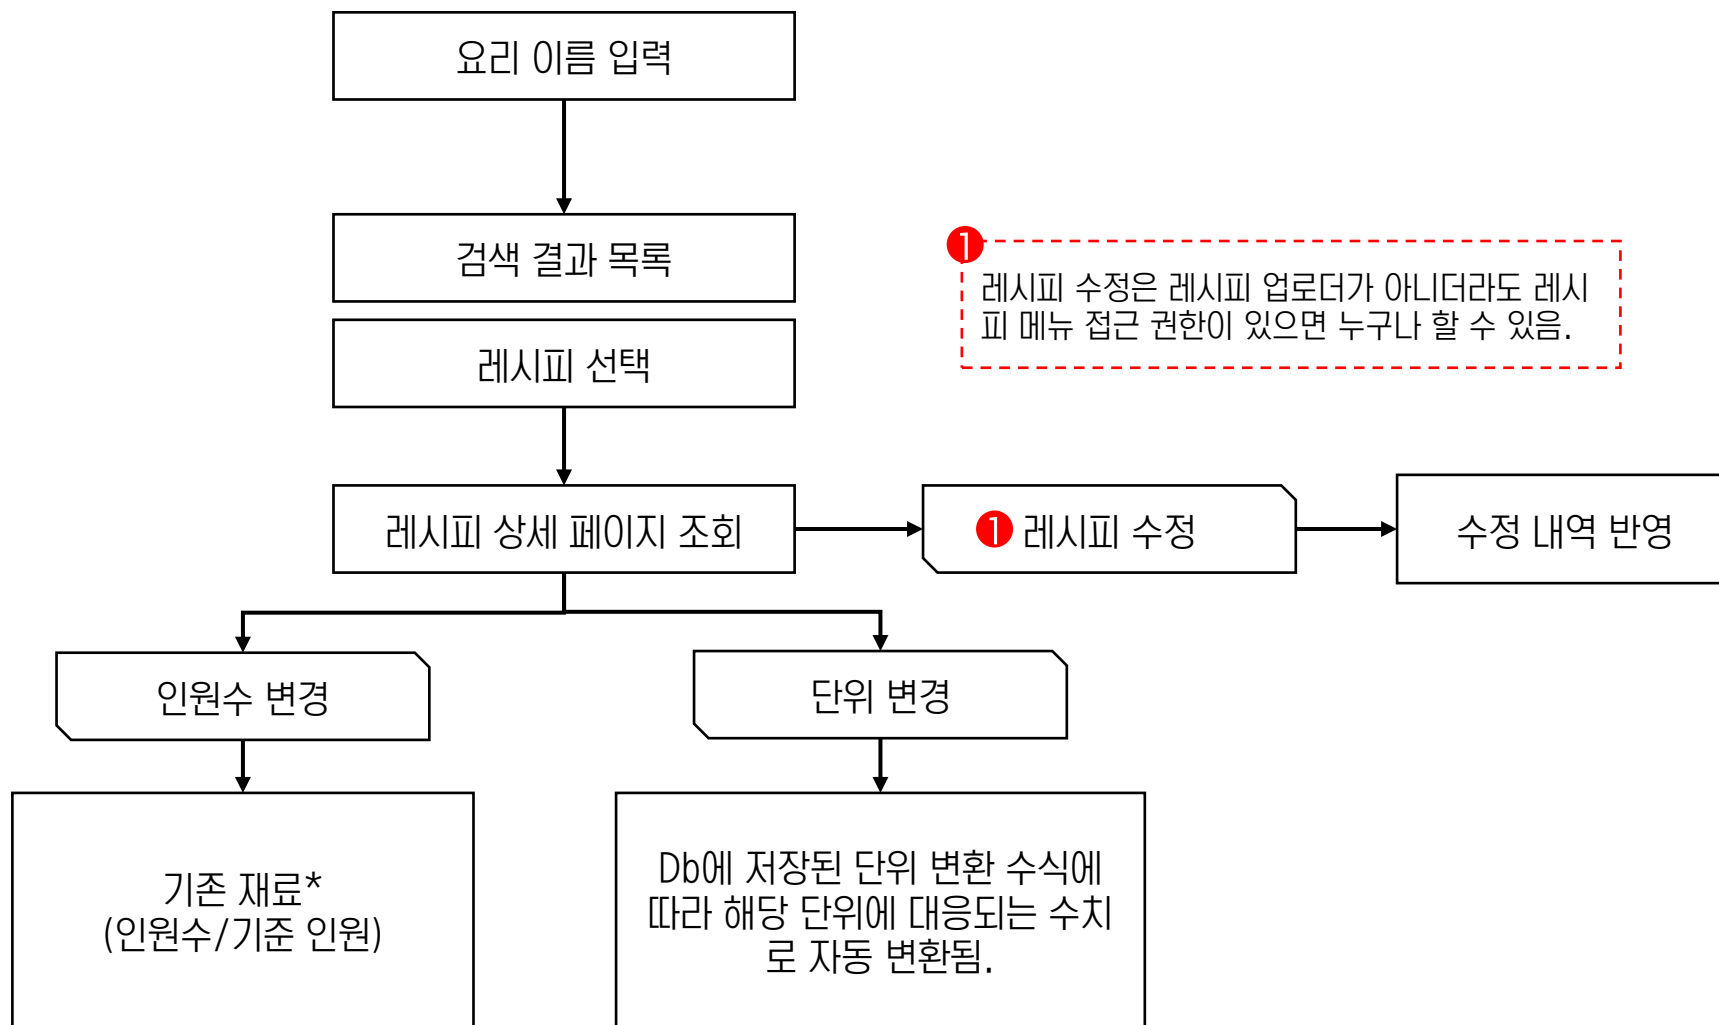 요리 이름 입력
검색 결과 목록
1
레시피 수정은 레시피 업로더가 아니더라도 레시
피 메뉴 접근 권한이 있으면 누구나 할 수 있음.
레시피 선택
레시피 상세 페이지 조회
1 레시피 수정
수정 내역 반영
인원수 변경
단위 변경
기존 재료*
(인원수/기준 인원)
Db에 저장된 단위 변환 수식에
따라 해당 단위에 대응되는 수치
로 자동 변환됨.